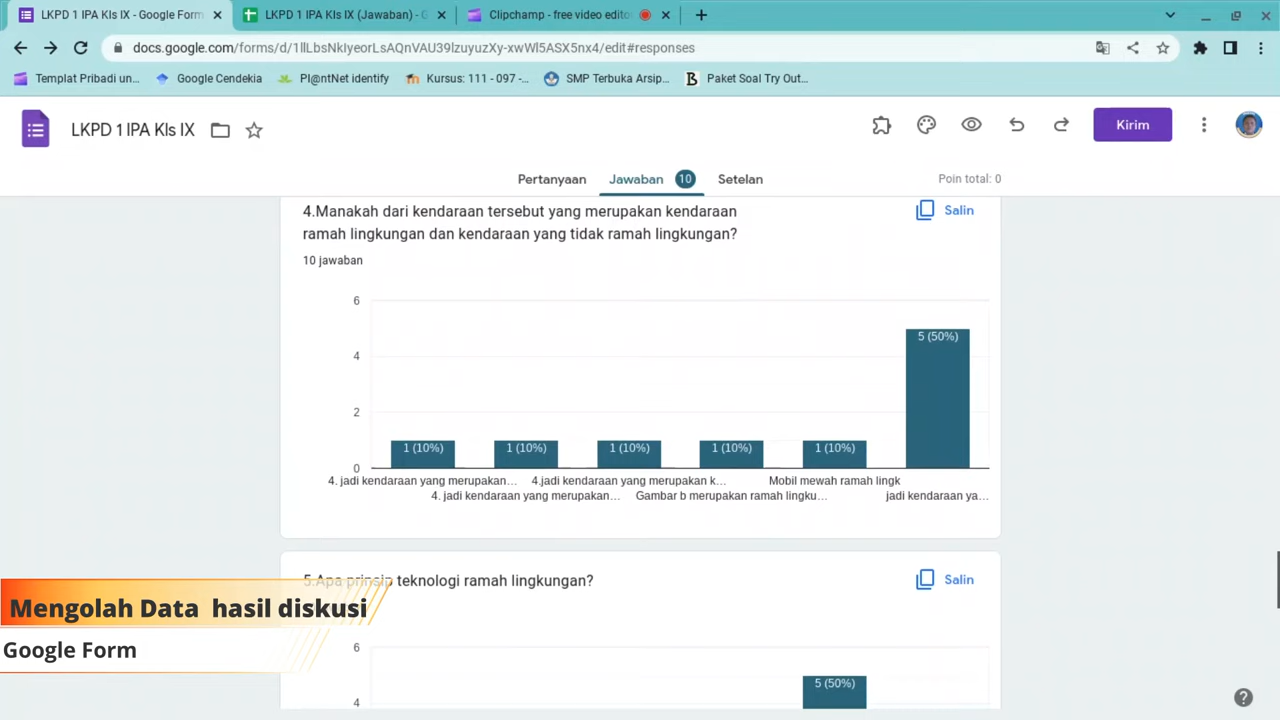 LKPD 1 IPA Kls IX - Google Form
LKPD 1 IPA Kls IX (Jawaban) - G
Clipchamp - free video edito
docs.google.com/forms/d/1llLbsNkIyeorLsAQnVAU39lzuyuzXy-xwWl5ASX5nx4/edit#responses
Templat Pribadi un...
Google Cendekia
Pl@ntNet identify
Kursus: 111 - 097 -...
SMP Terbuka Arsip...
Paket Soal Try Out...
LKPD 1 IPA Kls IX
Kirim
Pertanyaan
Jawaban 10
Setelan
Poin total: 0
4.Manakah dari kendaraan tersebut yang merupakan kendaraan
ramah lingkungan dan kendaraan yang tidak ramah lingkungan?
Salin
10 jawaban
6
4
2
0
1 (10%)
1 (10%)
1 (10%)
1 (10%)
1 (10%)
5 (50%)
4. jadi kendaraan yang merupakan...
4. jadi kendaraan yang merupakan...
4.jadi kendaraan yang merupakan k...
Gambar b merupakan ramah lingku...
Mobil mewah ramah lingk
jadi kendaraan ya...
5.Apa prinsip teknologi ramah lingkungan?
Salin
6
4
5 (50%)
Mengolah Data hasil diskusi
Google Form